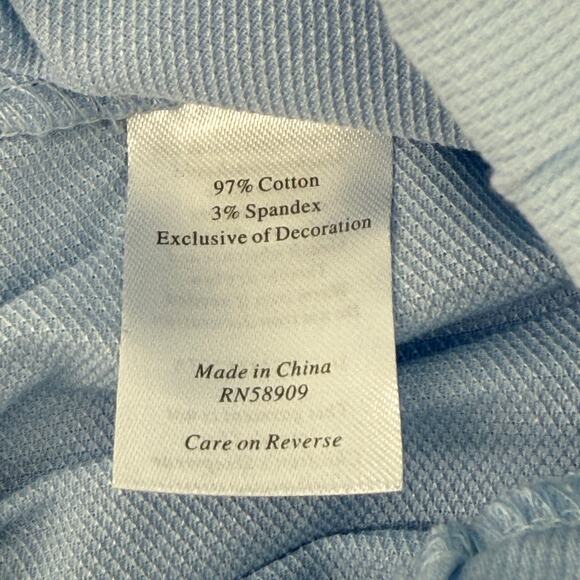 97% Cotton
3% Spandex
Exclusive of Decoration
Made in China
RN58909
Care on Reverse